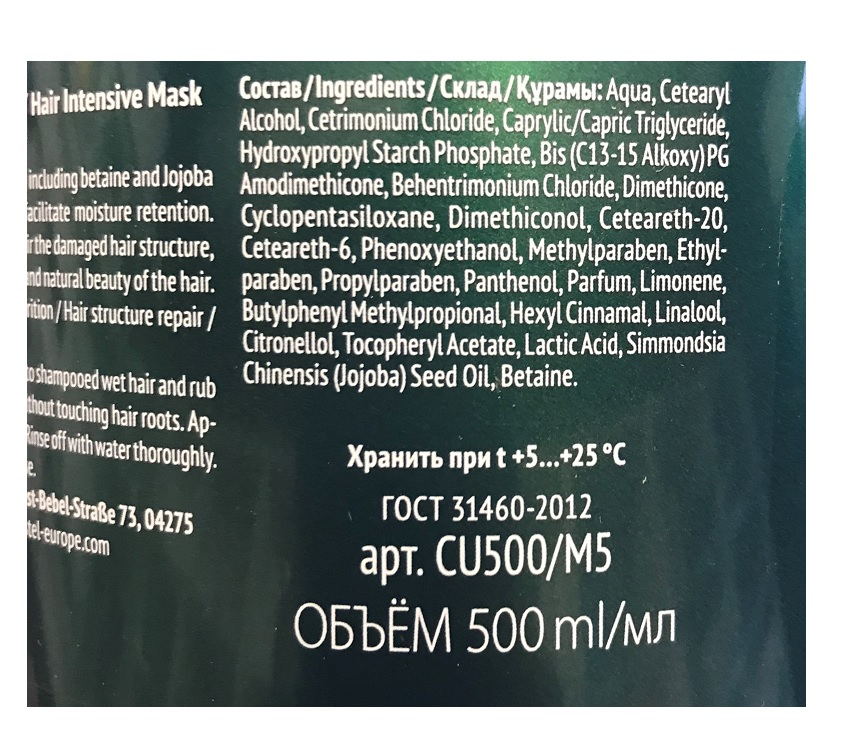 Hair Intensive Mask
including betaine and Jojoba
facilitate moisture retention.
the damaged hair structure,
and natural beauty of the hair.
/ Hair structure repair /
to shampooed wet hair and rub
without touching hair roots. Ap-
Rinse off with water thoroughly.
st-Bebel-Straße 73, 04275
tel-europe.com
Состав/Ingredients/Склад/Құрамы: Aqua, Cetearyl
Alcohol, Cetrimonium Chloride, Caprylic/Capric Triglyceride,
Hydroxypropyl Starch Phosphate, Bis (C13-15 Alkoxy) PG
Amodimethicone, Behentrimonium Chloride, Dimethicone,
Cyclopentasiloxane, Dimethiconol, Ceteareth-20,
Ceteareth-6, Phenoxyethanol, Methylparaben, Ethyl-
paraben, Propylparaben, Panthenol, Parfum, Limonene,
Butylphenyl Methylpropional, Hexyl Cinnamal, Linalool,
Citronellol, Tocopheryl Acetate, Lactic Acid, Simmondsia
Chinensis (Jojoba) Seed Oil, Betaine.
Хранить при t +5...+25 °C
ГОСТ 31460-2012
арт. CU500/M5
ОБЪЁМ 500 ml/мл